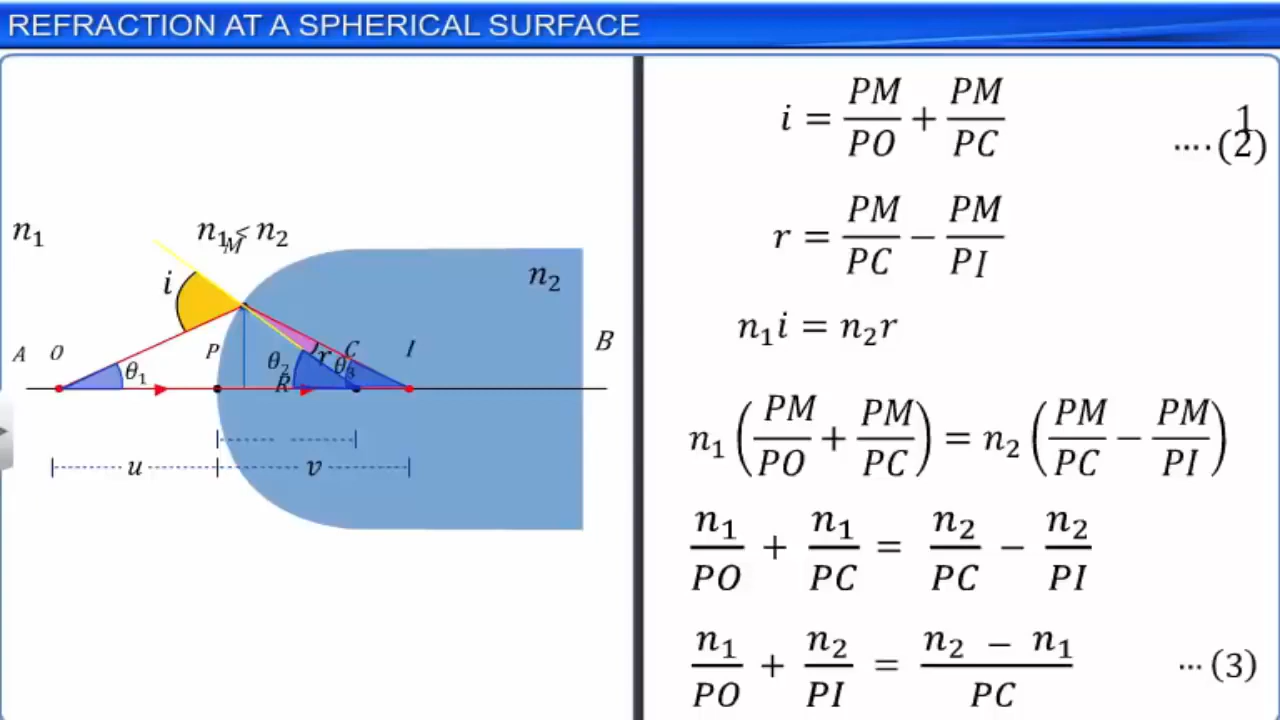 REFRACTION AT A SPHERICAL SURFACE
n₁
n₁ < n₂
M
n₂
i
A
O
θ₁
P
θ₂
R
r
C
θ₃
I
B
u
v
i = PM/PO + PM/PC
1
....(2)
r = PM/PC − PM/PI
n₁i = n₂r
n₁ (PM/PO + PM/PC) = n₂ (PM/PC − PM/PI)
n₁/PO + n₁/PC = n₂/PC − n₂/PI
n₁/PO + n₂/PI = (n₂ − n₁)/PC ...(3)